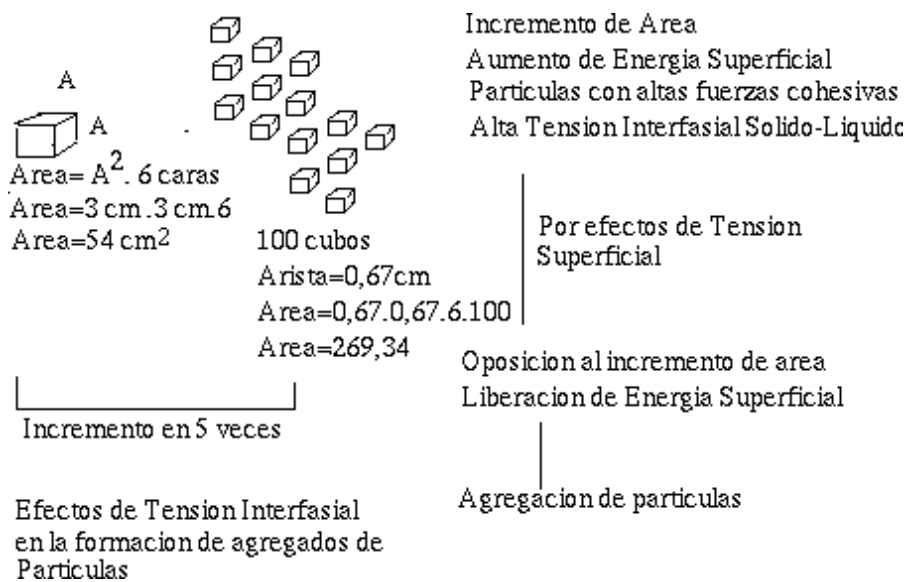 A
A
Area= A2. 6 caras
Area=3 cm .3 cm.6
Area=54 cm2
100 cubos
Arista=0,67cm
Area=0,67.0,67.6.100
Area=269,34
Incremento en 5 veces
Efectos de Tension Interfasial
en la formacion de agregados de
Particulas
Incremento de Area
Aumento de Energia Superficial
Particulas con altas fuerzas cohesivas
Alta Tension Interfasial Solido-Liquido
Por efectos de Tension
Superficial
Oposicion al incremento de area
Liberacion de Energia Superficial
Agregacion de particulas